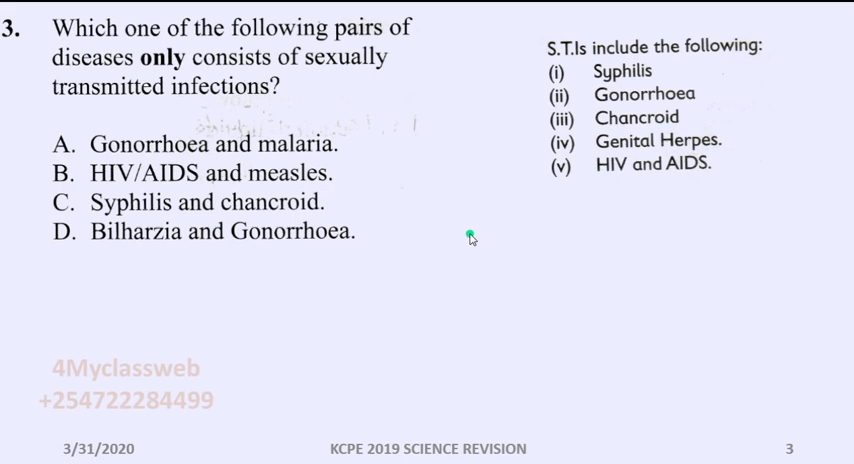 3. Which one of the following pairs of
diseases only consists of sexually
transmitted infections?
A. Gonorrhoea and malaria.
B. HIV/AIDS and measles.
C. Syphilis and chancroid.
D. Bilharzia and Gonorrhoea.
S.T.Is include the following:
(i) Syphilis
(ii) Gonorrhoea
(iii) Chancroid
(iv) Genital Herpes.
(v) HIV and AIDS.
4Myclassweb
+254722284499
3/31/2020
KCPE 2019 SCIENCE REVISION
3